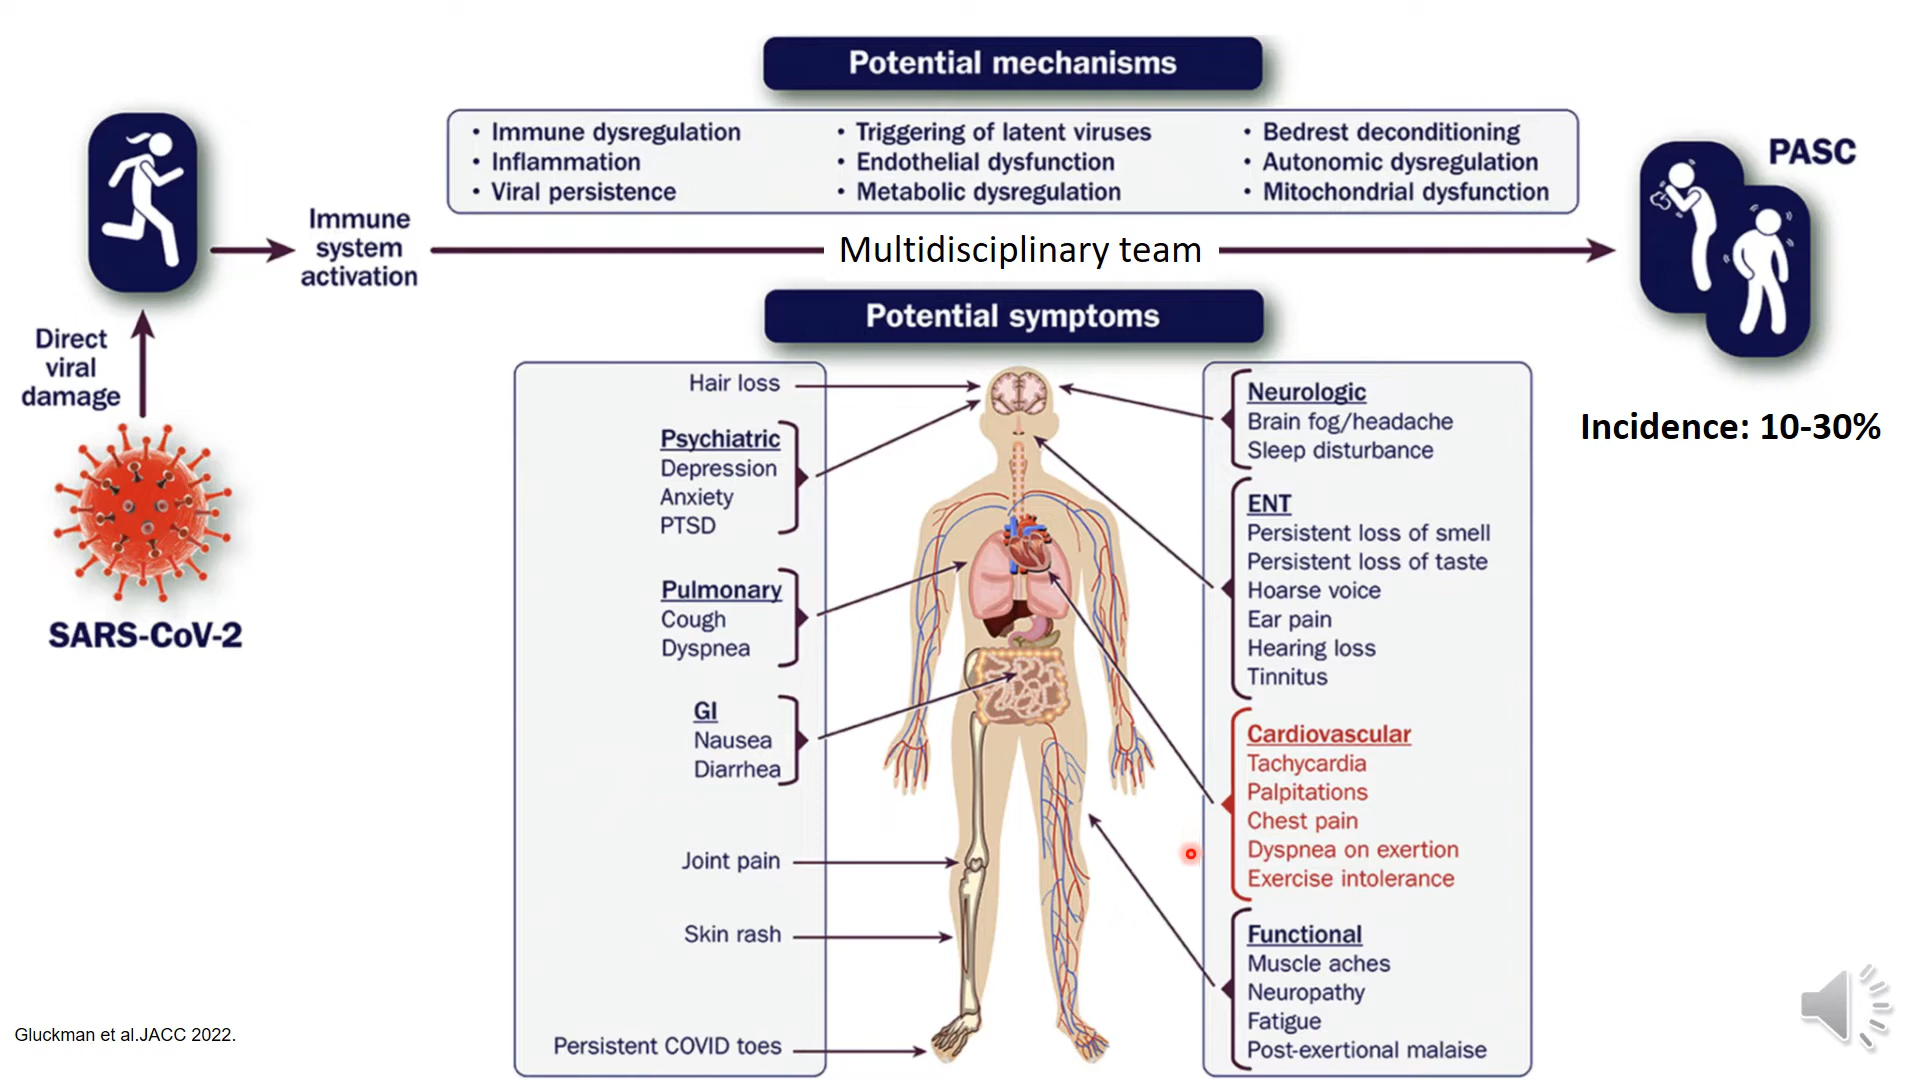 Potential mechanisms
• Immune dysregulation
• Inflammation
• Viral persistence
• Triggering of latent viruses
• Endothelial dysfunction
• Metabolic dysregulation
• Bedrest deconditioning
• Autonomic dysregulation
• Mitochondrial dysfunction
PASC
Immune
system
activation
Multidisciplinary team
Direct
viral
damage
SARS-CoV-2
Incidence: 10-30%
Potential symptoms
Hair loss
Psychiatric
Depression
Anxiety
PTSD
Pulmonary
Cough
Dyspnea
GI
Nausea
Diarrhea
Joint pain
Skin rash
Persistent COVID toes
Neurologic
Brain fog/headache
Sleep disturbance
ENT
Persistent loss of smell
Persistent loss of taste
Hoarse voice
Ear pain
Hearing loss
Tinnitus
Cardiovascular
Tachycardia
Palpitations
Chest pain
Dyspnea on exertion
Exercise intolerance
Functional
Muscle aches
Neuropathy
Fatigue
Post-exertional malaise
Gluckman et al.JACC 2022.